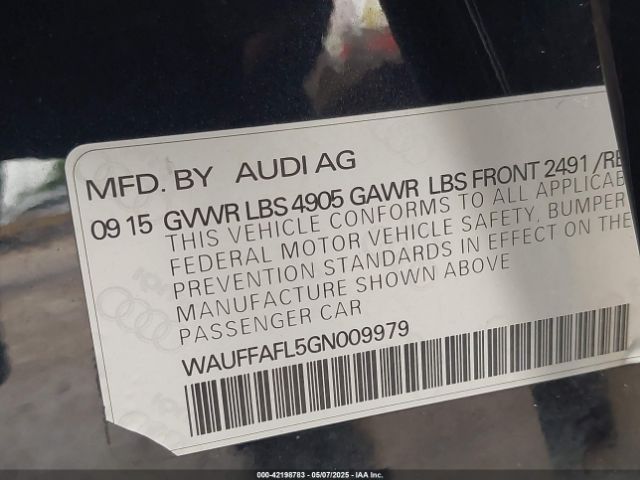 MFD. BY AUDI AG
09 15 GVWR LBS 4905 GAWR LBS FRONT 2491 /RE
THIS VEHICLE CONFORMS TO ALL APPLICAB
FEDERAL MOTOR VEHICLE SAFETY, BUMPER
PREVENTION STANDARDS IN EFFECT ON THE
MANUFACTURE SHOWN ABOVE
PASSENGER CAR
WAUFFAFL5GN009979
000-42198783 - 05/07/2025 - IAA Inc.